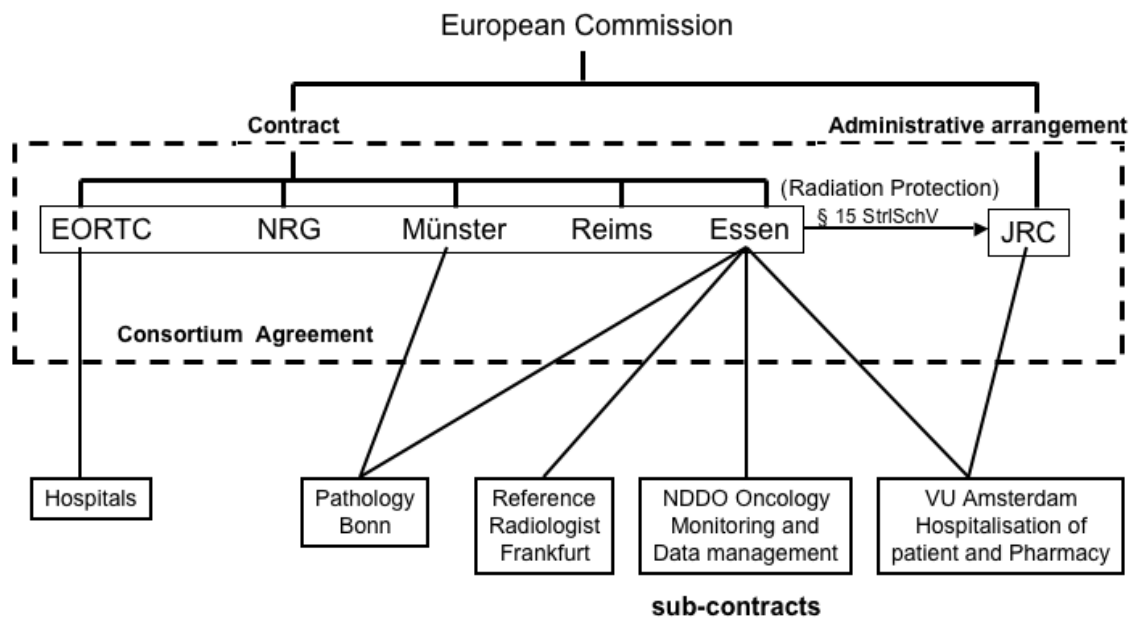 European Commission
Contract
Administrative arrangement
(Radiation Protection)
§ 15 StrlSchV
EORTC NRG Münster Reims Essen JRC
Consortium Agreement
Hospitals
Pathology
Bonn
Reference
Radiologist
Frankfurt
NDDO Oncology
Monitoring and
Data management
VU Amsterdam
Hospitalisation of
patient and Pharmacy
sub-contracts